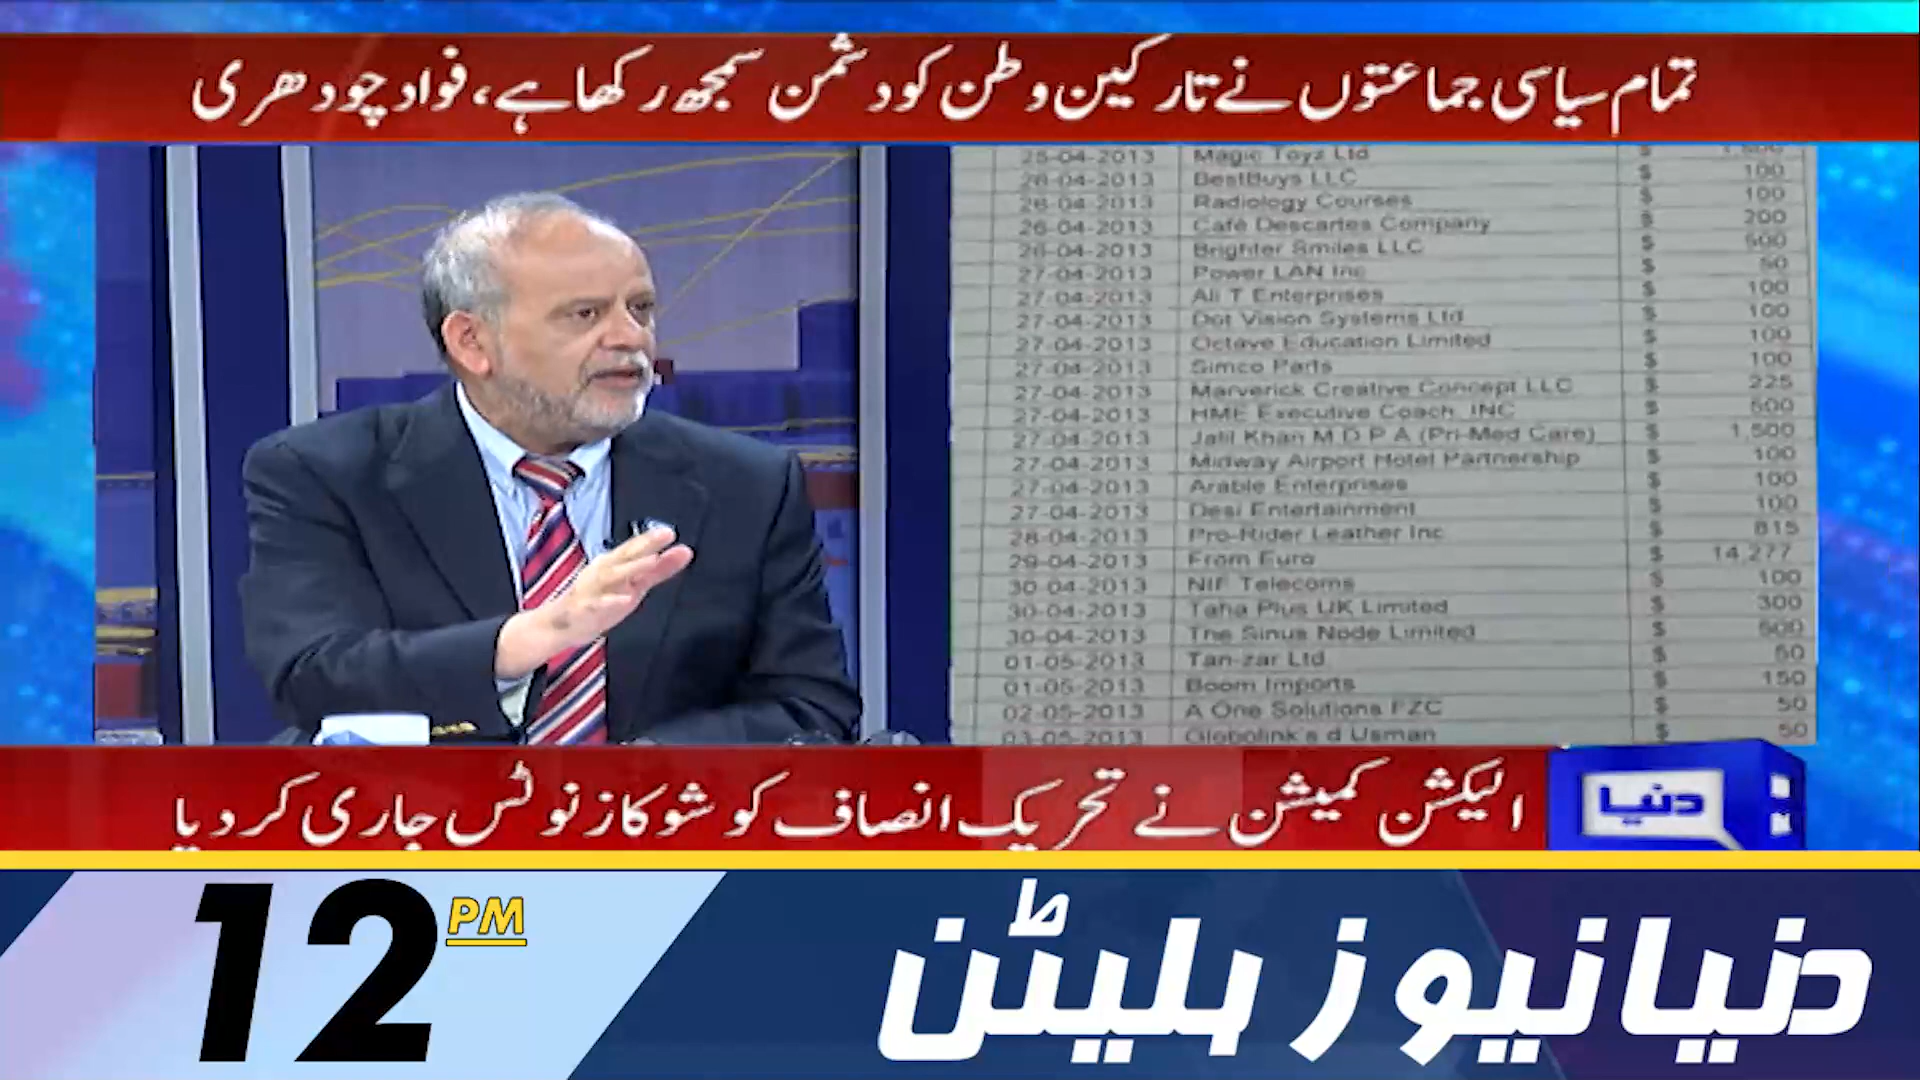 تمام سیاسی جماعتوں نے تارکین وطن کو دشمن سمجھ رکھا ہے، فواد چودھری
25-04-2013 Magic Toyz Ltd $
26-04-2013 BestBuys LLC $ 100
26-04-2013 Radiology Courses $ 100
26-04-2013 Café Descartes Company $ 200
26-04-2013 Brighter Smiles LLC $ 500
27-04-2013 Power LAN Inc $ 50
27-04-2013 Ali T Enterprises $ 100
27-04-2013 Dot Vision Systems Ltd $ 100
27-04-2013 Octave Education Limited $ 100
27-04-2013 Simco Parts $ 100
27-04-2013 Marverick Creative Concept LLC $ 225
27-04-2013 HME Executive Coach, INC $ 500
27-04-2013 Jalil Khan M D P A (Pri-Med Care) $ 1,500
27-04-2013 Midway Airport Hotel Partnership $ 100
27-04-2013 Arable Enterprises $ 100
27-04-2013 Desi Entertainment $ 100
28-04-2013 Pro-Rider Leather Inc $ 815
29-04-2013 From Euro $ 14,277
30-04-2013 NIF Telecoms $ 100
30-04-2013 Taha Plus UK Limited $ 300
30-04-2013 The Sinus Node Limited $ 500
01-05-2013 Tan-zar Ltd $ 50
01-05-2013 Boom Imports $ 150
02-05-2013 A One Solutions FZC $ 50
03-05-2013 Globolink's d Usman $ 50
الیکشن کمیشن نے تحریک انصاف کو شوکاز نوٹس جاری کردیا
دنیا
12 PM
دنیا نیوز بلیٹن